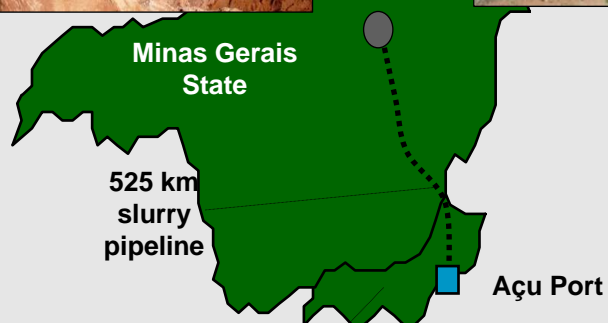 Minas Gerais
State
525 km
slurry
pipeline
Açu Port